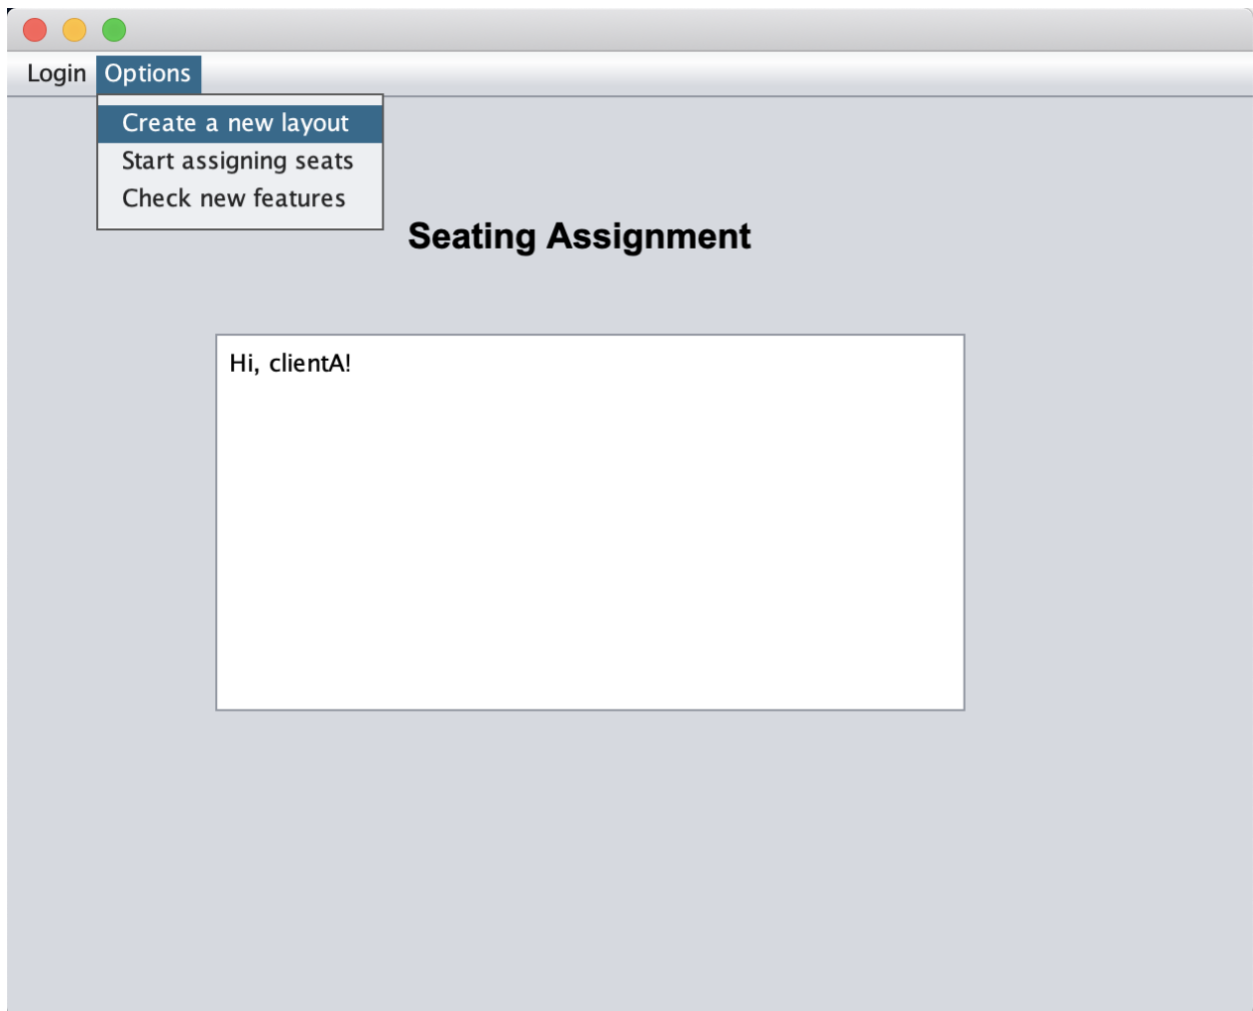 Login Options
Create a new layout
Start assigning seats
Check new features
Seating Assignment
Hi, clientA!